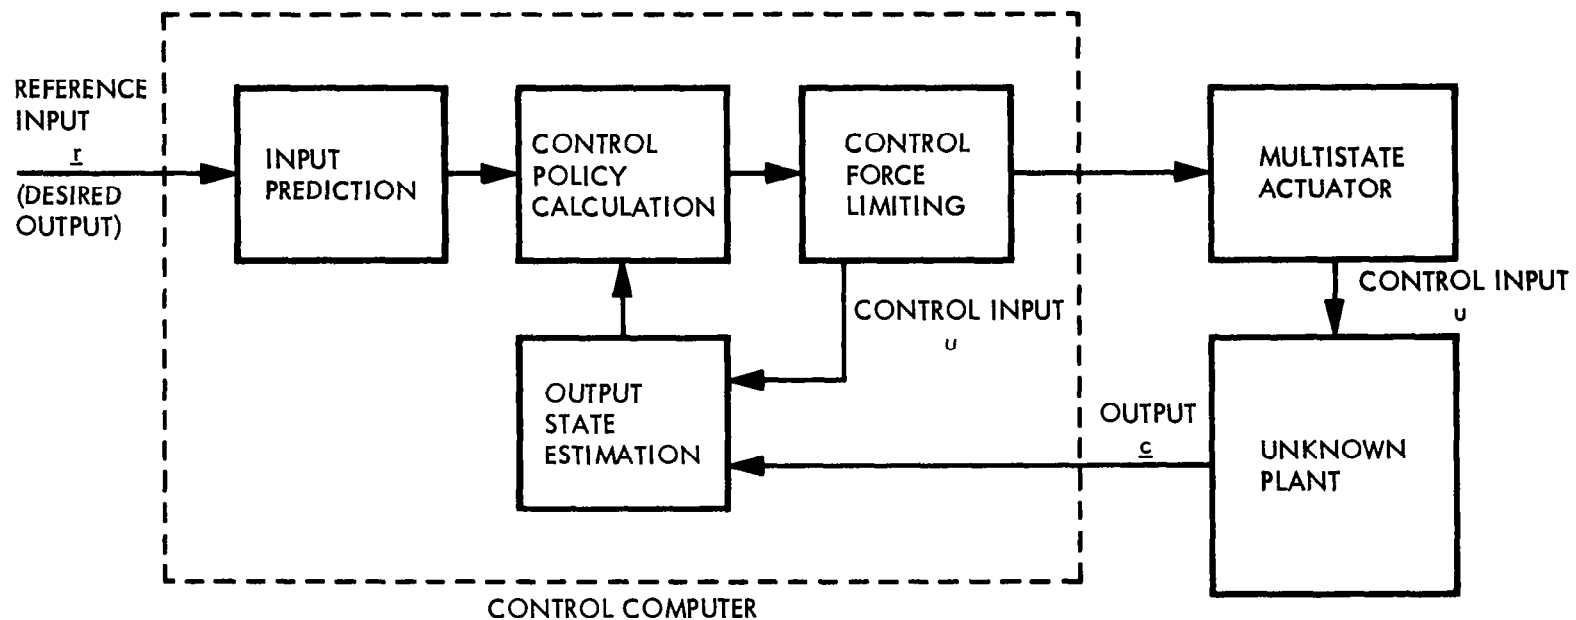 REFERENCE
INPUT
r
(DESIRED
OUTPUT)
INPUT
PREDICTION
CONTROL
POLICY
CALCULATION
CONTROL
FORCE
LIMITING
MULTISTATE
ACTUATOR
CONTROL INPUT
u
CONTROL INPUT
u
OUTPUT
STATE
ESTIMATION
OUTPUT
c
UNKNOWN
PLANT
CONTROL COMPUTER